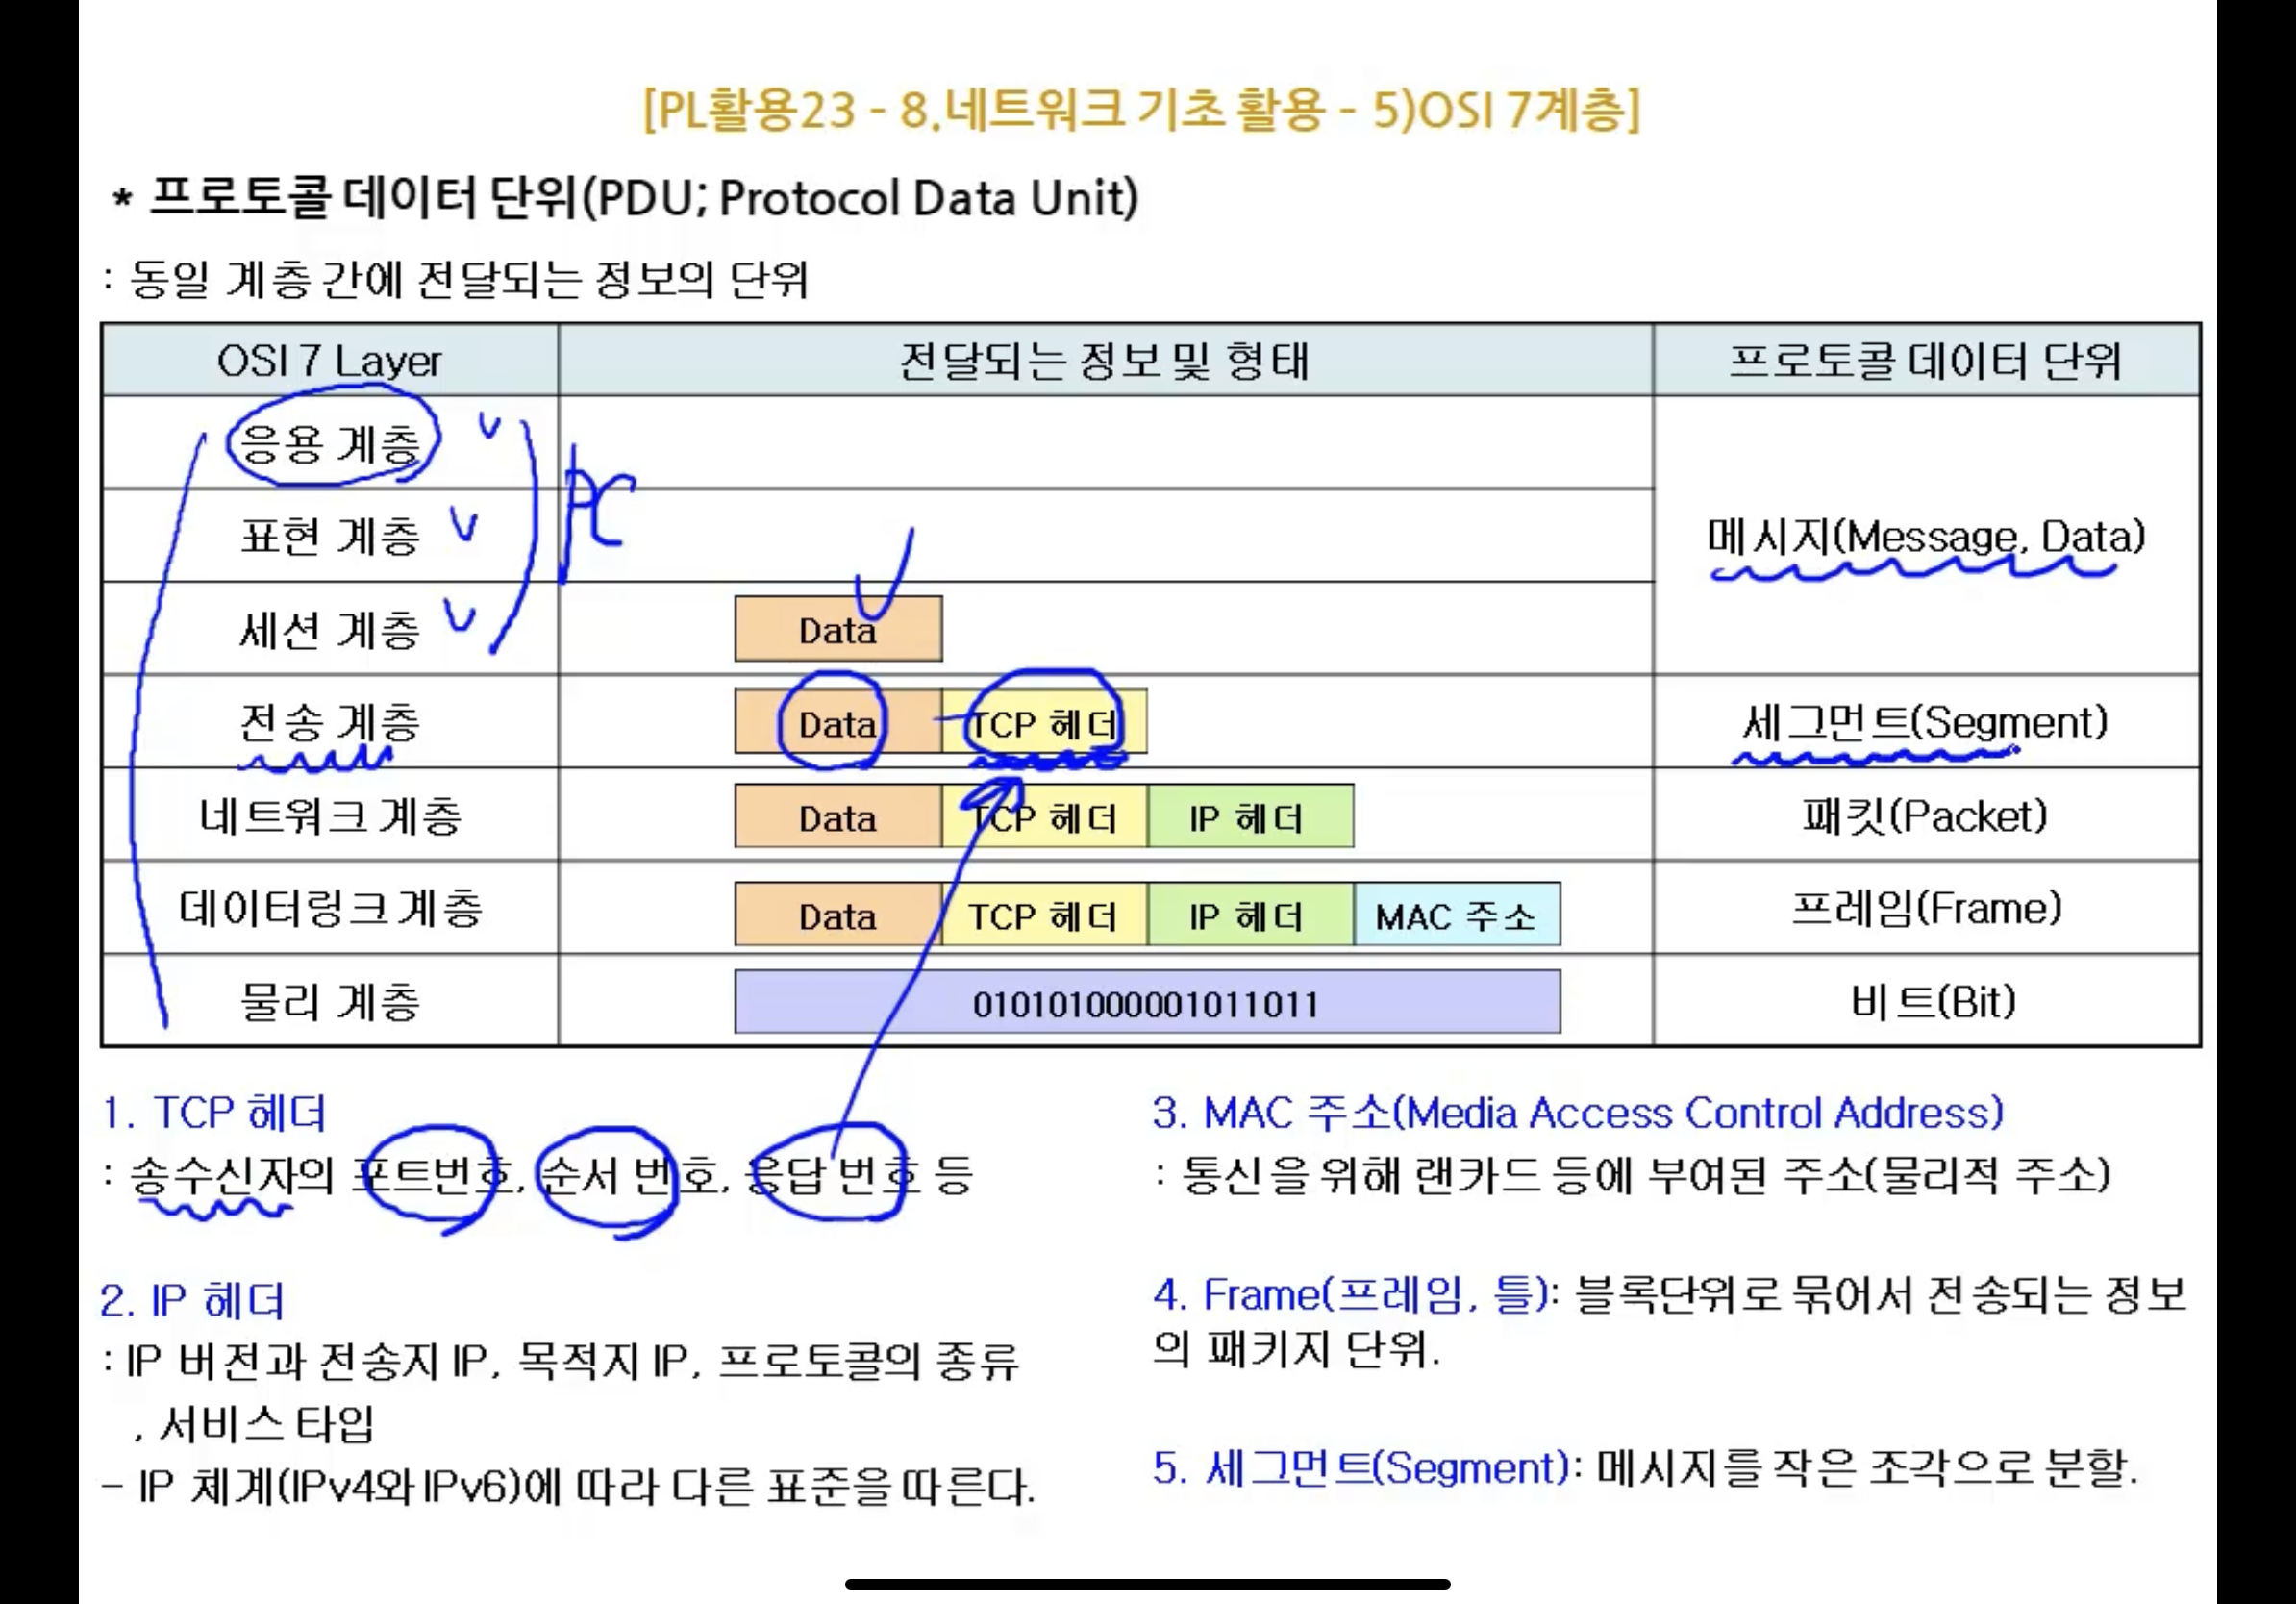 [PL활용23 - 8.네트워크 기초 활용 - 5)OSI 7계층]
* 프로토콜 데이터 단위(PDU; Protocol Data Unit)
: 동일 계층 간에 전달되는 정보의 단위
OSI 7 Layer 전달되는 정보 및 형태 프로토콜 데이터 단위
응용 계층
PC
표현 계층 메시지(Message, Data)
세션 계층 Data
전송 계층 Data TCP 헤더 세그먼트(Segment)
네트워크 계층 Data TCP 헤더 IP 헤더 패킷(Packet)
데이터링크 계층 Data TCP 헤더 IP 헤더 MAC 주소 프레임(Frame)
물리 계층 010101000001011011 비트(Bit)
1. TCP 헤더
: 송수신자의 포트번호, 순서 번호, 응답 번호 등
2. IP 헤더
: IP 버전과 전송지 IP, 목적지 IP, 프로토콜의 종류
, 서비스 타입
- IP 체계(IPv4와 IPv6)에 따라 다른 표준을 따른다.
3. MAC 주소(Media Access Control Address)
: 통신을 위해 랜카드 등에 부여된 주소(물리적 주소)
4. Frame(프레임, 틀): 블록단위로 묶어서 전송되는 정보
의 패키지 단위.
5. 세그먼트(Segment): 메시지를 작은 조각으로 분할.